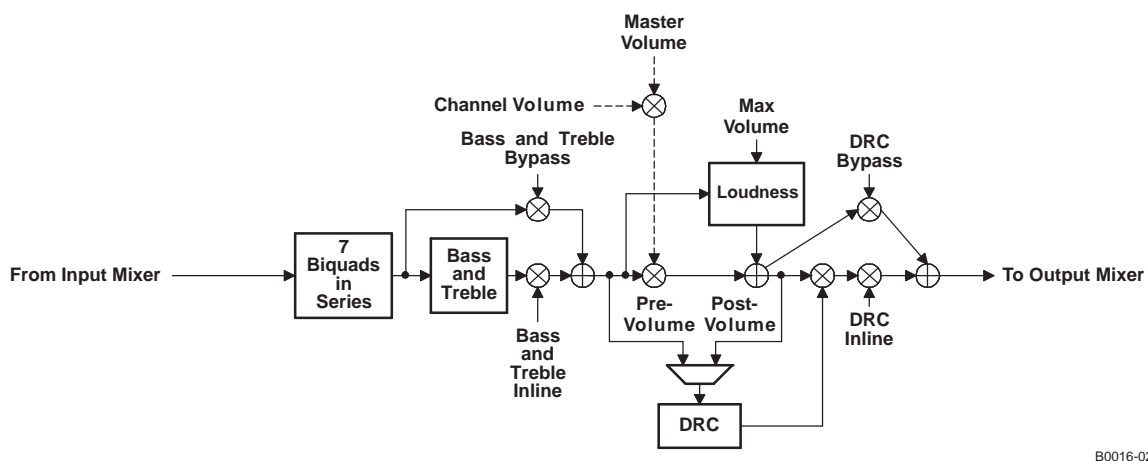 Master
Volume
Channel Volume
Max
Volume
Bass and Treble
Bypass
DRC
Bypass
Loudness
From Input Mixer
7
Biquads
in
Series
Bass
and
Treble
To Output Mixer
Pre-
Volume
Post-
Volume
Bass
and
Treble
Inline
DRC
Inline
DRC
B0016-02